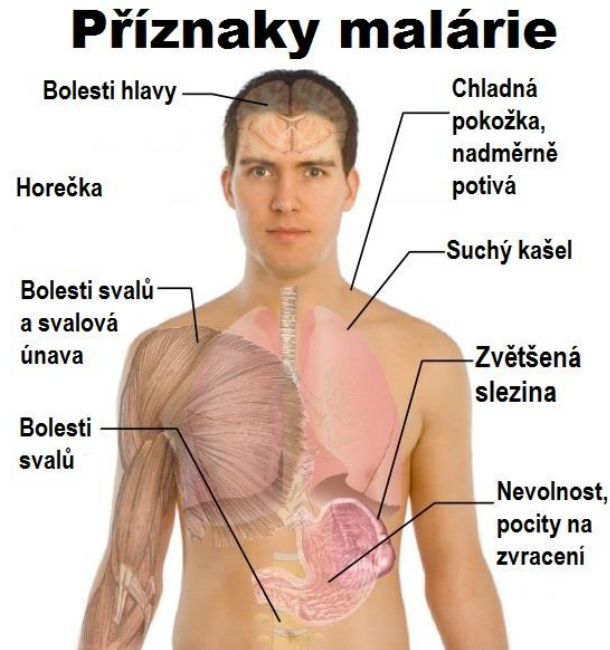 Příznaky malárie
Bolesti hlavy
Horečka
Bolesti svalů
a svalová
únava
Bolesti
svalů
Chladná
pokožka,
nadměrně
potivá
Suchý kašel
Zvětšená
slezina
Nevolnost,
pocity na
zvracení